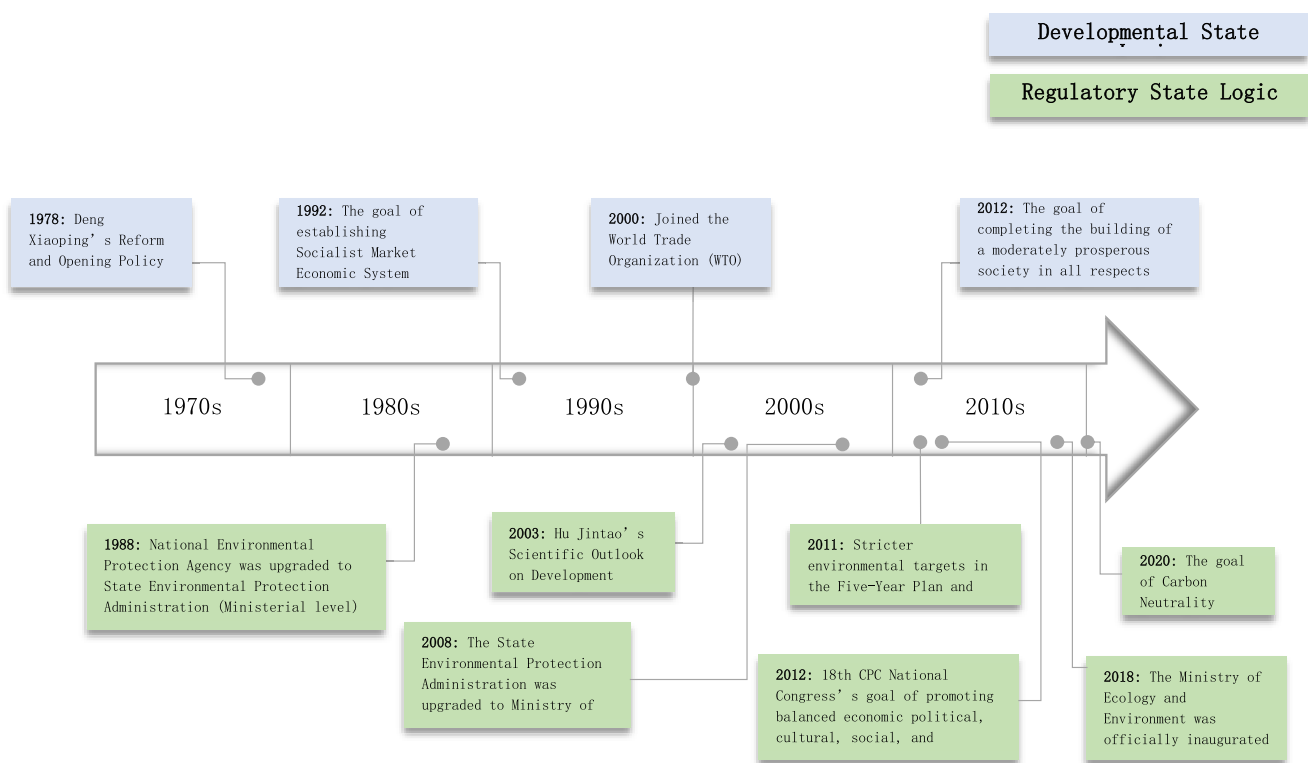 Developmental State
Regulatory State Logic
1978: Deng
Xiaoping’s Reform
and Opening Policy
1992: The goal of
establishing
Socialist Market
Economic System
2000: Joined the
World Trade
Organization (WTO)
2012: The goal of
completing the building of
a moderately prosperous
society in all respects
1970s
1980s
1990s
2000s
2010s
1988: National Environmental
Protection Agency was upgraded to
State Environmental Protection
Administration (Ministerial level)
2003: Hu Jintao’s
Scientific Outlook
on Development
2011: Stricter
environmental targets in
the Five-Year Plan and
2020: The goal
of Carbon
Neutrality
2008: The State
Environmental Protection
Administration was
upgraded to Ministry of
2012: 18th CPC National
Congress’s goal of promoting
balanced economic political,
cultural, social, and
2018: The Ministry of
Ecology and
Environment was
officially inaugurated